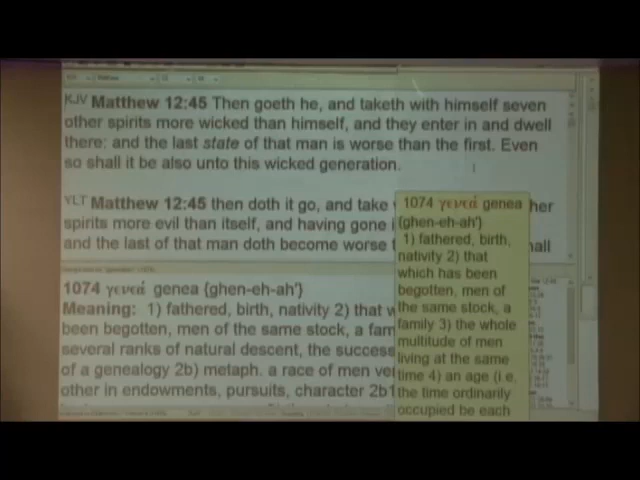 KJV Matthew 12:45 Then goeth he, and taketh with himself seven
other spirits more wicked than himself, and they enter in and dwell
there: and the last state of that man is worse than the first. Even
so shall it be also unto this wicked generation.
YLT Matthew 12:45 then doth it go, and take
spirits more evil than itself, and having gone
and the last of that man doth become worse
1074 γενεά genea {ghen-eh-ah'}
Meaning: 1) fathered, birth, nativity 2) that
been begotten, men of the same stock, a
several ranks of natural descent, the
of a genealogy 2b) metaph. a race of men
other in endowments, pursuits, character
1074 γενεά genea
{ghen-eh-ah'}
1) fathered, birth,
nativity 2) that
which has been
begotten, men of
the same stock, a
family 3) the whole
multitude of men
living at the same
time 4) an age (i.e,
the time ordinarily
occupied be each